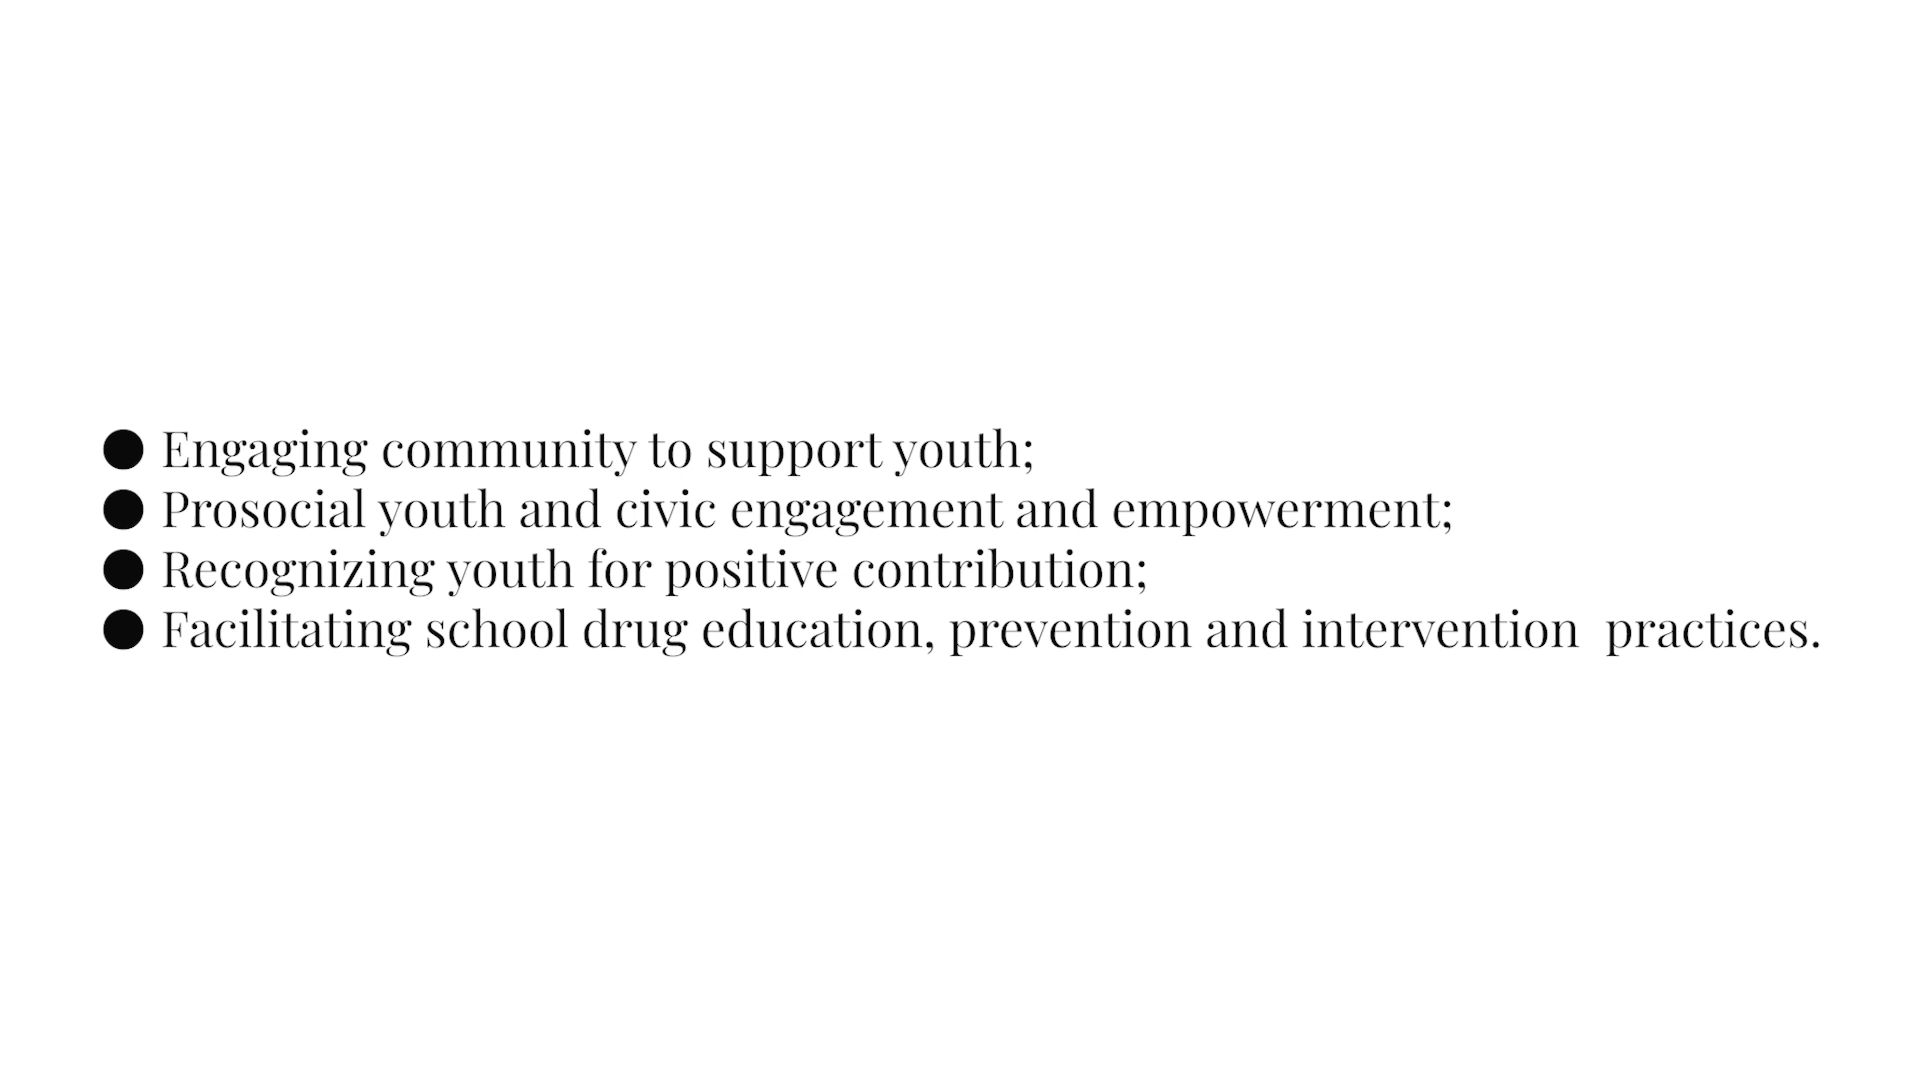 ● Engaging community to support youth;
● Prosocial youth and civic engagement and empowerment;
● Recognizing youth for positive contribution;
● Facilitating school drug education, prevention and intervention  practices.